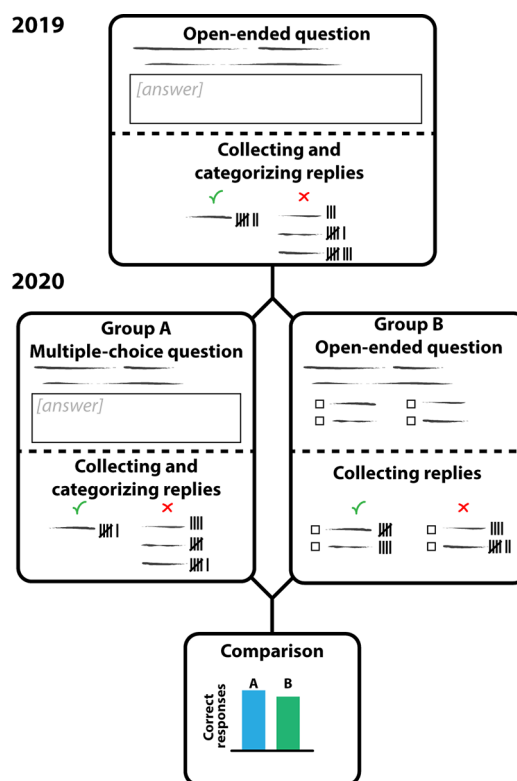 2019
Open-ended question
[answer]
Collecting and
categorizing replies
2020
Group A
Multiple-choice question
[answer]
Collecting and
categorizing replies
Group B
Open-ended question
Collecting replies
Comparison
A B
Correct
responses